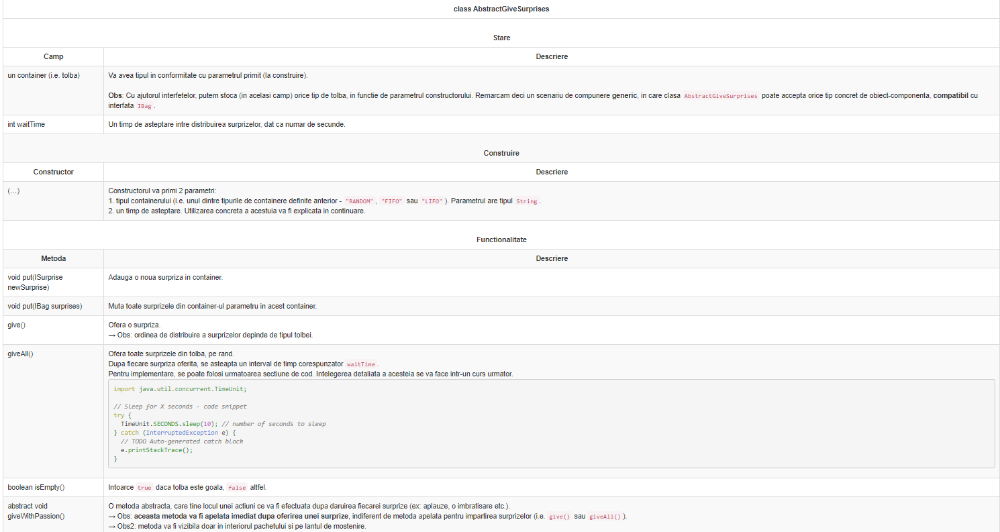 class AbstractGiveSurprises
Stare
Camp
Descriere
un container (i.e. tolba)
Va avea tipul in conformitate cu parametrul primit (la construire).
Obs: Cu ajutorul interfetelor, putem stoca (in acelasi camp) orice tip de tolba, in functie de parametrul constructorului. Remarcam deci un scenariu de compunere generic, in care clasa AbstractGiveSurprises poate accepta orice tip concret de obiect-componenta, compatibil cu
interfata IBag .
int waitTime
Un timp de asteptare intre distribuirea surprizelor, dat ca numar de secunde.
Construire
Constructor
Descriere
(…)
Constructorul va primi 2 parametri:
1. tipul containerului (i.e. unul dintre tipurile de containere definite anterior - "RANDOM" , "FIFO" sau "LIFO" ). Parametrul are tipul String .
2. un timp de asteptare. Utilizarea concreta a acestuia va fi explicata in continuare.
Functionalitate
Metoda
Descriere
void put(ISurprise
newSurprise)
Adauga o noua surpriza in container.
void put(IBag surprises)
Muta toate surprizele din container-ul parametru in acest container.
give()
Ofera o surpriza.
→ Obs: ordinea de distribuire a surprizelor depinde de tipul tolbei.
giveAll()
Ofera toate surprizele din tolba, pe rand.
Dupa fiecare surpriza oferita, se asteapta un interval de timp corespunzator waitTime .
Pentru implementare, se poate folosi urmatoarea sectiune de cod. Intelegerea detaliata a acesteia se va face intr-un curs urmator.
import java.util.concurrent.TimeUnit;
// Sleep for X seconds - code snippet
try {
TimeUnit.SECONDS.sleep(10); // number of seconds to sleep
} catch (InterruptedException e) {
// TODO Auto-generated catch block
e.printStackTrace();
}
boolean isEmpty()
Intoarce true daca tolba este goala, false altfel.
abstract void
giveWithPassion()
O metoda abstracta, care tine locul unei actiuni ce va fi efectuata dupa daruirea fiecarei surprize (ex: aplauze, o imbratisare etc.).
→ Obs: aceasta metoda va fi apelata imediat dupa oferirea unei surprize, indiferent de metoda apelata pentru impartirea surprizelor (i.e. give() sau giveAll() ).
→ Obs2: metoda va fi vizibila doar in interiorul pachetului si pe lantul de mostenire.